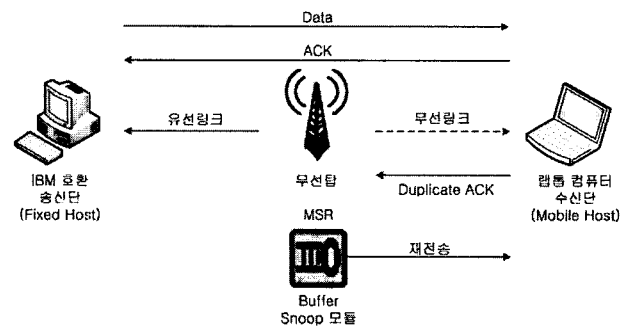 Data
ACK
유선링크
무선링크
IBM 호환
송신단
(Fixed Host)
무선탑
Duplicate ACK
랩톱 컴퓨터
수신단
(Mobile Host)
MSR
재전송
Buffer
Snoop 모듈